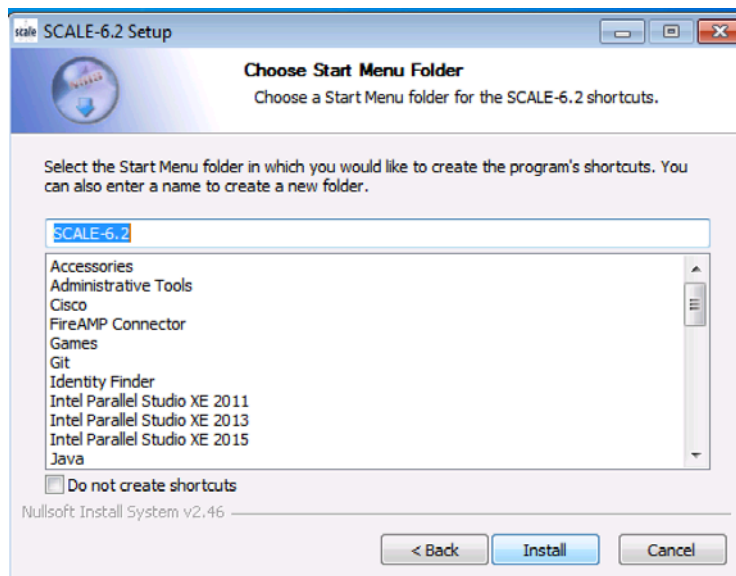 scale SCALE-6.2 Setup
Choose Start Menu Folder
Choose a Start Menu folder for the SCALE-6.2 shortcuts.
Select the Start Menu folder in which you would like to create the program's shortcuts. You
can also enter a name to create a new folder.
SCALE-6.2
Accessories
Administrative Tools
Cisco
FireAMP Connector
Games
Git
Identity Finder
Intel Parallel Studio XE 2011
Intel Parallel Studio XE 2013
Intel Parallel Studio XE 2015
Java
Do not create shortcuts
Nullsoft Install System v2.46
< Back Install Cancel